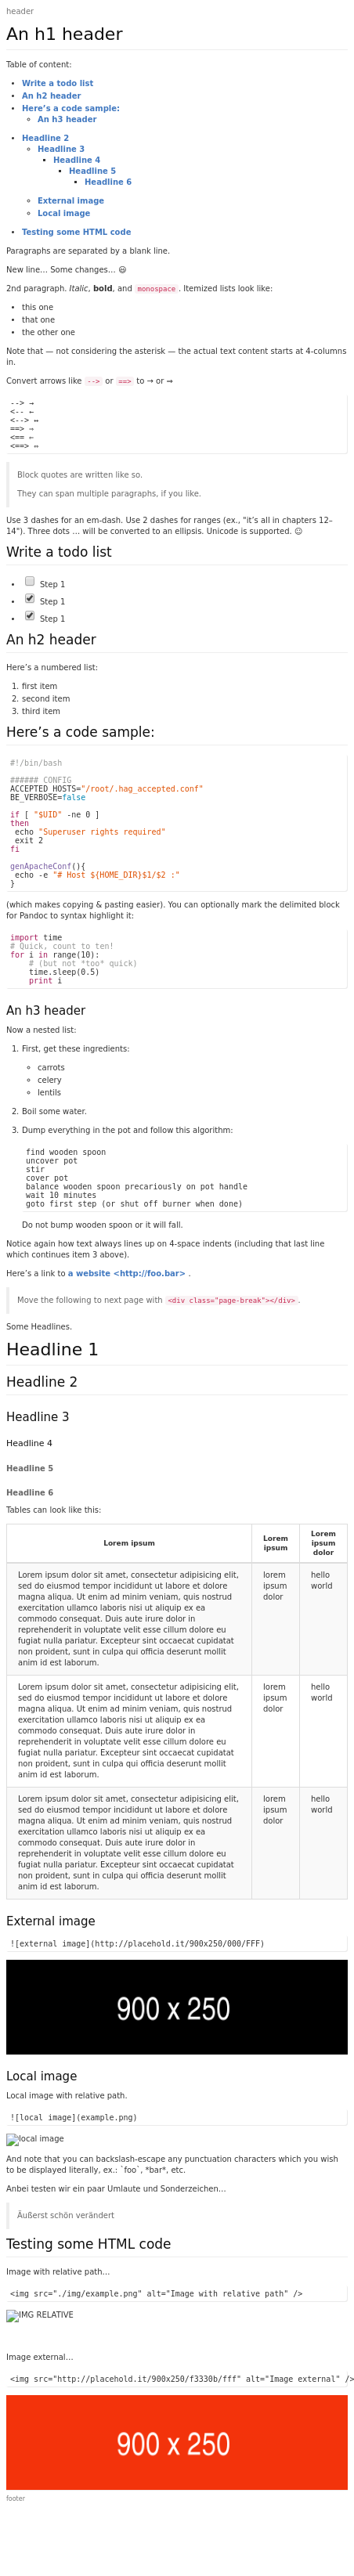 header
An h1 header
Table of content:
Write a todo list
An h2 header
Here’s a code sample:
An h3 header
Headline 2
Headline 3
Headline 4
Headline 5
Headline 6
External image
Local image
Testing some HTML code
Paragraphs are separated by a blank line.
New line… Some changes… 😃
2nd paragraph. Italic, bold, and monospace . Itemized lists look like:
this one
that one
the other one
Note that — not considering the asterisk — the actual text content starts at 4-columns
in.
Convert arrows like --> or ==> to → or ⇒
--> →
<-- ←
<--> ↔
==> ⇒
<== ⇐
<==> ⇔
Block quotes are written like so.
They can span multiple paragraphs, if you like.
Use 3 dashes for an em-dash. Use 2 dashes for ranges (ex., “it’s all in chapters 12–
14”). Three dots … will be converted to an ellipsis. Unicode is supported. ☺
Write a todo list
Step 1
Step 1
Step 1
An h2 header
Here’s a numbered list:
1. first item
2. second item
3. third item
Here’s a code sample:
#!/bin/bash
###### CONFIG
ACCEPTED_HOSTS="/root/.hag_accepted.conf"
BE_VERBOSE=false
if [ "$UID" -ne 0 ]
then
echo "Superuser rights required"
exit 2
fi
genApacheConf(){
echo -e "# Host ${HOME_DIR}$1/$2 :"
}
(which makes copying & pasting easier). You can optionally mark the delimited block
for Pandoc to syntax highlight it:
import time
# Quick, count to ten!
for i in range(10):
# (but not *too* quick)
time.sleep(0.5)
print i
An h3 header
Now a nested list:
1. First, get these ingredients:
carrots
celery
lentils
2. Boil some water.
3. Dump everything in the pot and follow this algorithm:
find wooden spoon
uncover pot
stir
cover pot
balance wooden spoon precariously on pot handle
wait 10 minutes
goto first step (or shut off burner when done)
Do not bump wooden spoon or it will fall.
Notice again how text always lines up on 4-space indents (including that last line
which continues item 3 above).
Here’s a link to a website <http://foo.bar> .
Move the following to next page with <div class="page-break"></div>.
Some Headlines.
Headline 1
Headline 2
Headline 3
Headline 4
Headline 5
Headline 6
Tables can look like this:
Lorem ipsum
Lorem
ipsum
Lorem
ipsum
dolor
Lorem ipsum dolor sit amet, consectetur adipisicing elit,
sed do eiusmod tempor incididunt ut labore et dolore
magna aliqua. Ut enim ad minim veniam, quis nostrud
exercitation ullamco laboris nisi ut aliquip ex ea
commodo consequat. Duis aute irure dolor in
reprehenderit in voluptate velit esse cillum dolore eu
fugiat nulla pariatur. Excepteur sint occaecat cupidatat
non proident, sunt in culpa qui officia deserunt mollit
anim id est laborum.
lorem
ipsum
dolor
hello
world
Lorem ipsum dolor sit amet, consectetur adipisicing elit,
sed do eiusmod tempor incididunt ut labore et dolore
magna aliqua. Ut enim ad minim veniam, quis nostrud
exercitation ullamco laboris nisi ut aliquip ex ea
commodo consequat. Duis aute irure dolor in
reprehenderit in voluptate velit esse cillum dolore eu
fugiat nulla pariatur. Excepteur sint occaecat cupidatat
non proident, sunt in culpa qui officia deserunt mollit
anim id est laborum.
lorem
ipsum
dolor
hello
world
Lorem ipsum dolor sit amet, consectetur adipisicing elit,
sed do eiusmod tempor incididunt ut labore et dolore
magna aliqua. Ut enim ad minim veniam, quis nostrud
exercitation ullamco laboris nisi ut aliquip ex ea
commodo consequat. Duis aute irure dolor in
reprehenderit in voluptate velit esse cillum dolore eu
fugiat nulla pariatur. Excepteur sint occaecat cupidatat
non proident, sunt in culpa qui officia deserunt mollit
anim id est laborum.
lorem
ipsum
dolor
hello
world
External image
![external image](http://placehold.it/900x250/000/FFF)
900 x 250
Local image
Local image with relative path.
![local image](example.png)
local image
And note that you can backslash-escape any punctuation characters which you wish
to be displayed literally, ex.: `foo`, *bar*, etc.
Anbei testen wir ein paar Umlaute und Sonderzeichen…
Äußerst schön verändert
Testing some HTML code
Image with relative path…
<img src="./img/example.png" alt="Image with relative path" />
IMG RELATIVE
Image external…
<img src="http://placehold.it/900x250/f3330b/fff" alt="Image external" />
900 x 250
footer